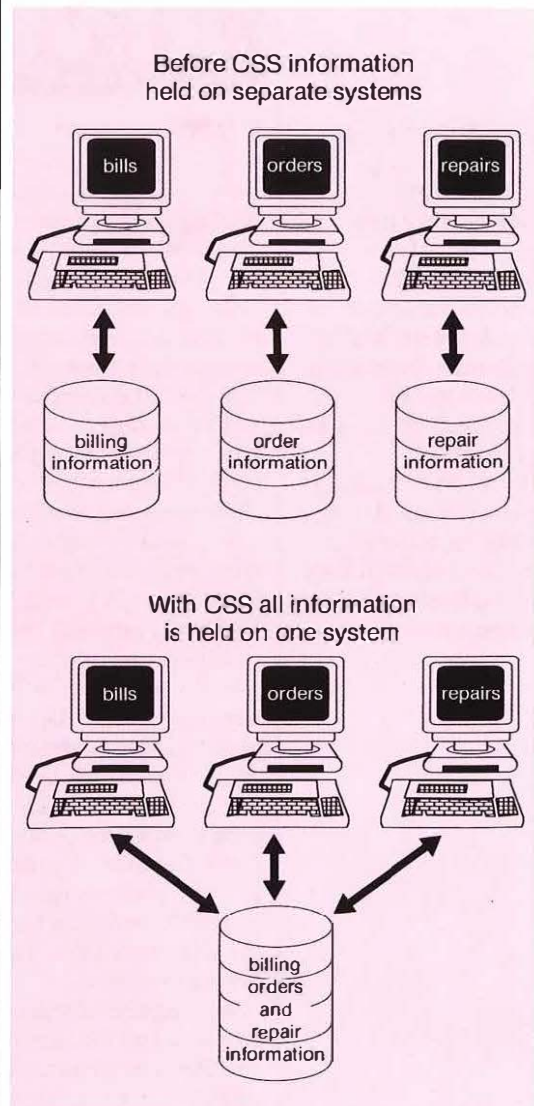 Before CSS information
held on separate systems
bills
orders
repairs
billing
information
order
information
repair
information
With CSS all information
is held on one system
bills
orders
repairs
billing
orders
and
repair
information